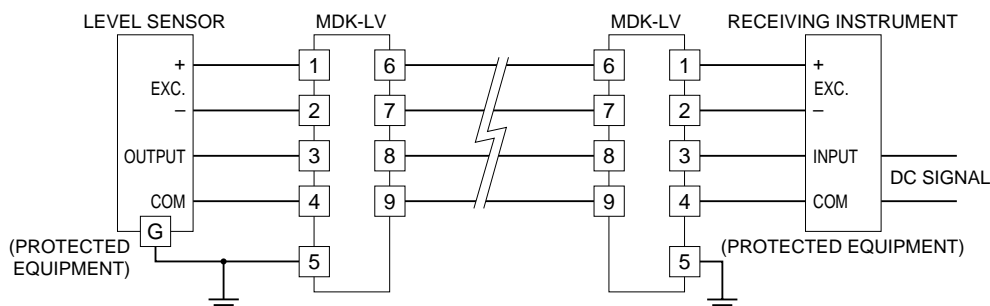 LEVEL SENSOR MDK-LV MDK-LV RECEIVING INSTRUMENT
+ 1 6 6 1 +
EXC. EXC.
– 2 7 7 2 –
OUTPUT 3 8 8 3 INPUT
DC SIGNAL
COM 4 9 9 4 COM
G
(PROTECTED EQUIPMENT) 5 5 (PROTECTED EQUIPMENT)